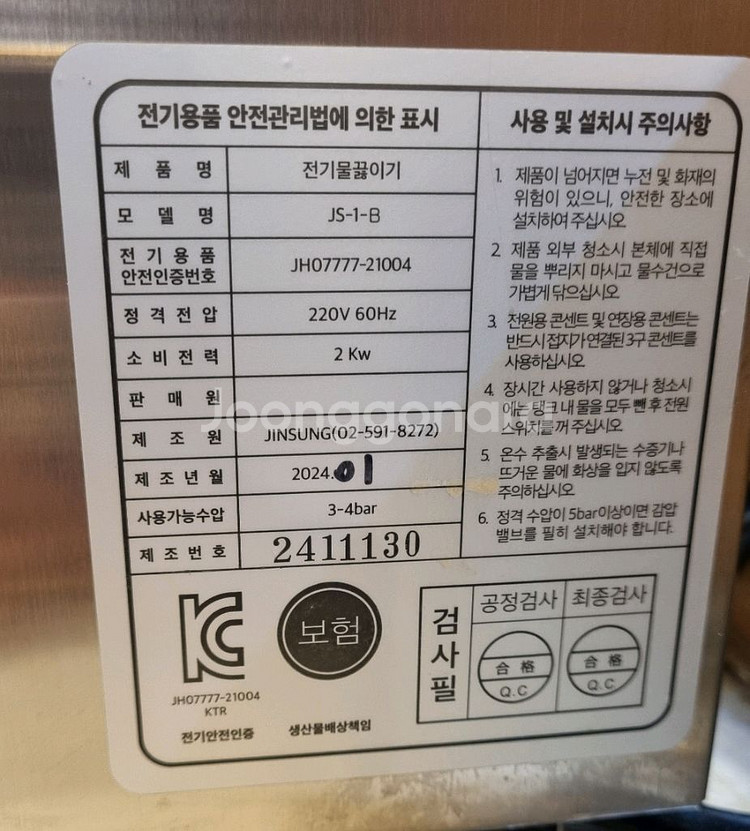 전기용품 안전관리법에 의한 표시
제 품 명 전기물끓이기
모 델 명 JS-1-B
전 기 용 품
안전인증번호 JH07777-21004
정 격 전 압 220V 60Hz
소 비 전 력 2 Kw
판 매 원
제 조 원 JINSUNG(02-591-8272)
제 조 년 월 2024.01
사용가능수압 3-4bar
제 조 번 호 2411130
사용 및 설치시 주의사항
1. 제품이 넘어지면 누전 및 화재의
위험이 있으니, 안전한 장소에
설치하여 주십시오
2. 제품 외부 청소시 본체에 직접
물을 뿌리지 마시고 물수건으로
가볍게 닦으십시오
3. 전원용 콘센트 및 연장용 콘센트는
반드시 접지가 연결된 3구 콘센트를
사용하십시오
4. 장시간 사용하지 않거나 청소시
에는 탱크 내 물을 모두 뺀 후 전원
스위치를 꺼 주십시오
5. 온수 추출시 발생되는 수증기나
뜨거운 물에 화상을 입지 않도록
주의하십시오
6. 정격 수압이 5bar이상이면 감압
밸브를 필히 설치해야 합니다.
KC
JH07777-21004
KTR
전기안전인증
보험
생산물배상책임
검사필
공정검사 최종검사
合格 合格
Q.C Q.C